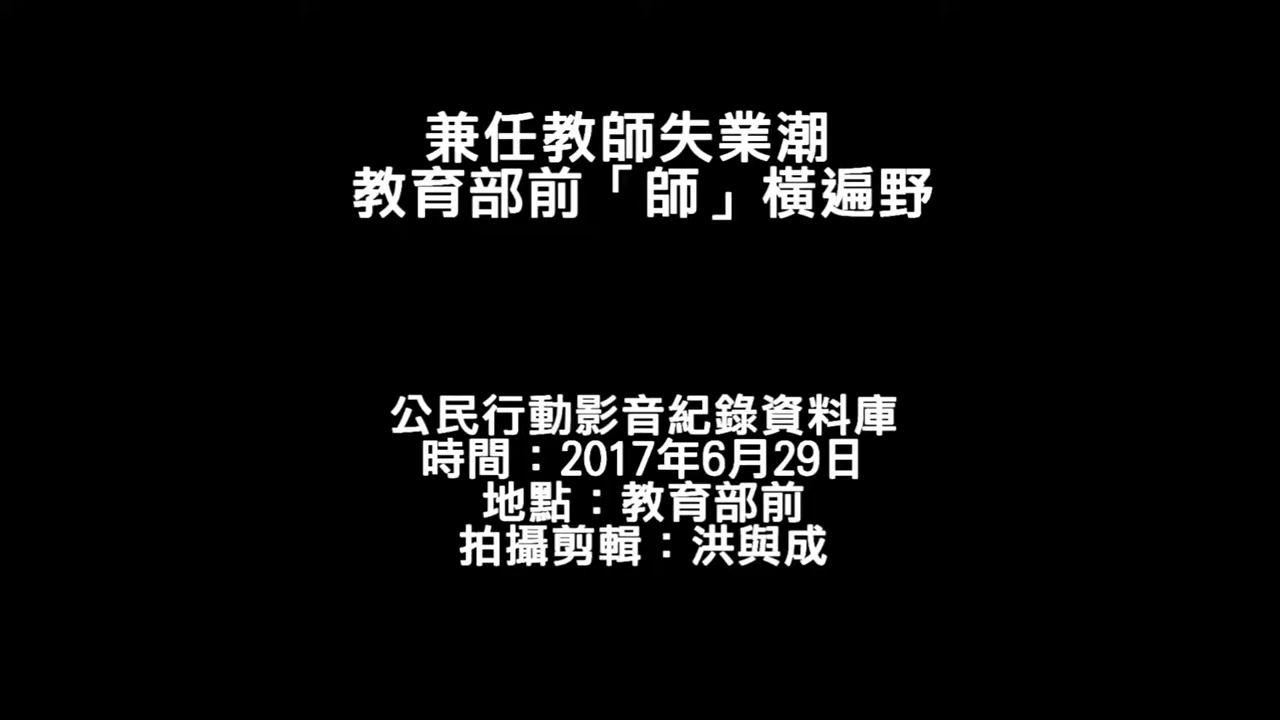 兼任教師失業潮
教育部前「師」橫遍野
公民行動影音紀錄資料庫
時間：2017年6月29日
地點：教育部前
拍攝剪輯：洪與成